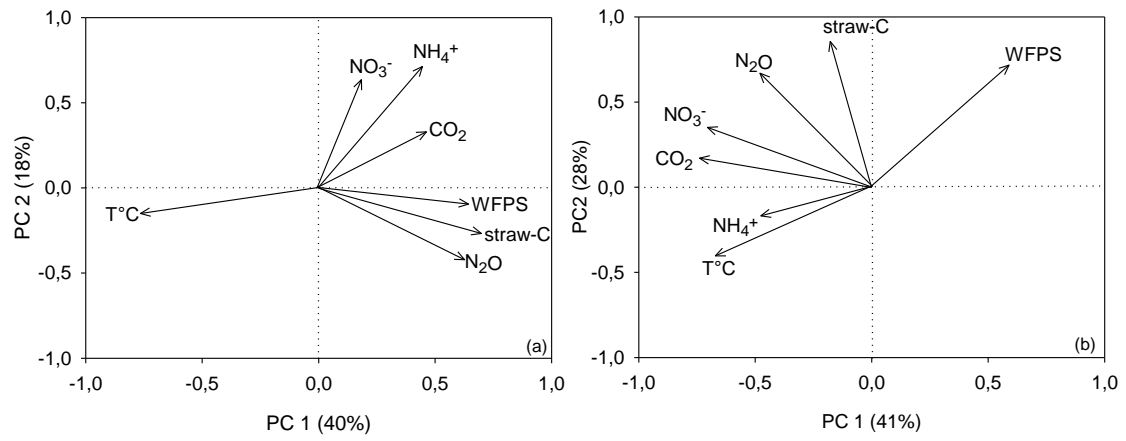 1,0
0,5
0,0
-0,5
-1,0
PC 2 (18%)
NO₃⁻
NH₄⁺
CO₂
T°C
WFPS
straw-C
N₂O
(a)
-1,0 -0,5 0,0 0,5 1,0
PC 1 (40%)
1,0
0,5
0,0
-0,5
-1,0
PC2 (28%)
straw-C
N₂O
WFPS
NO₃⁻
CO₂
NH₄⁺
T°C
(b)
-1,0 -0,5 0,0 0,5 1,0
PC 1 (41%)